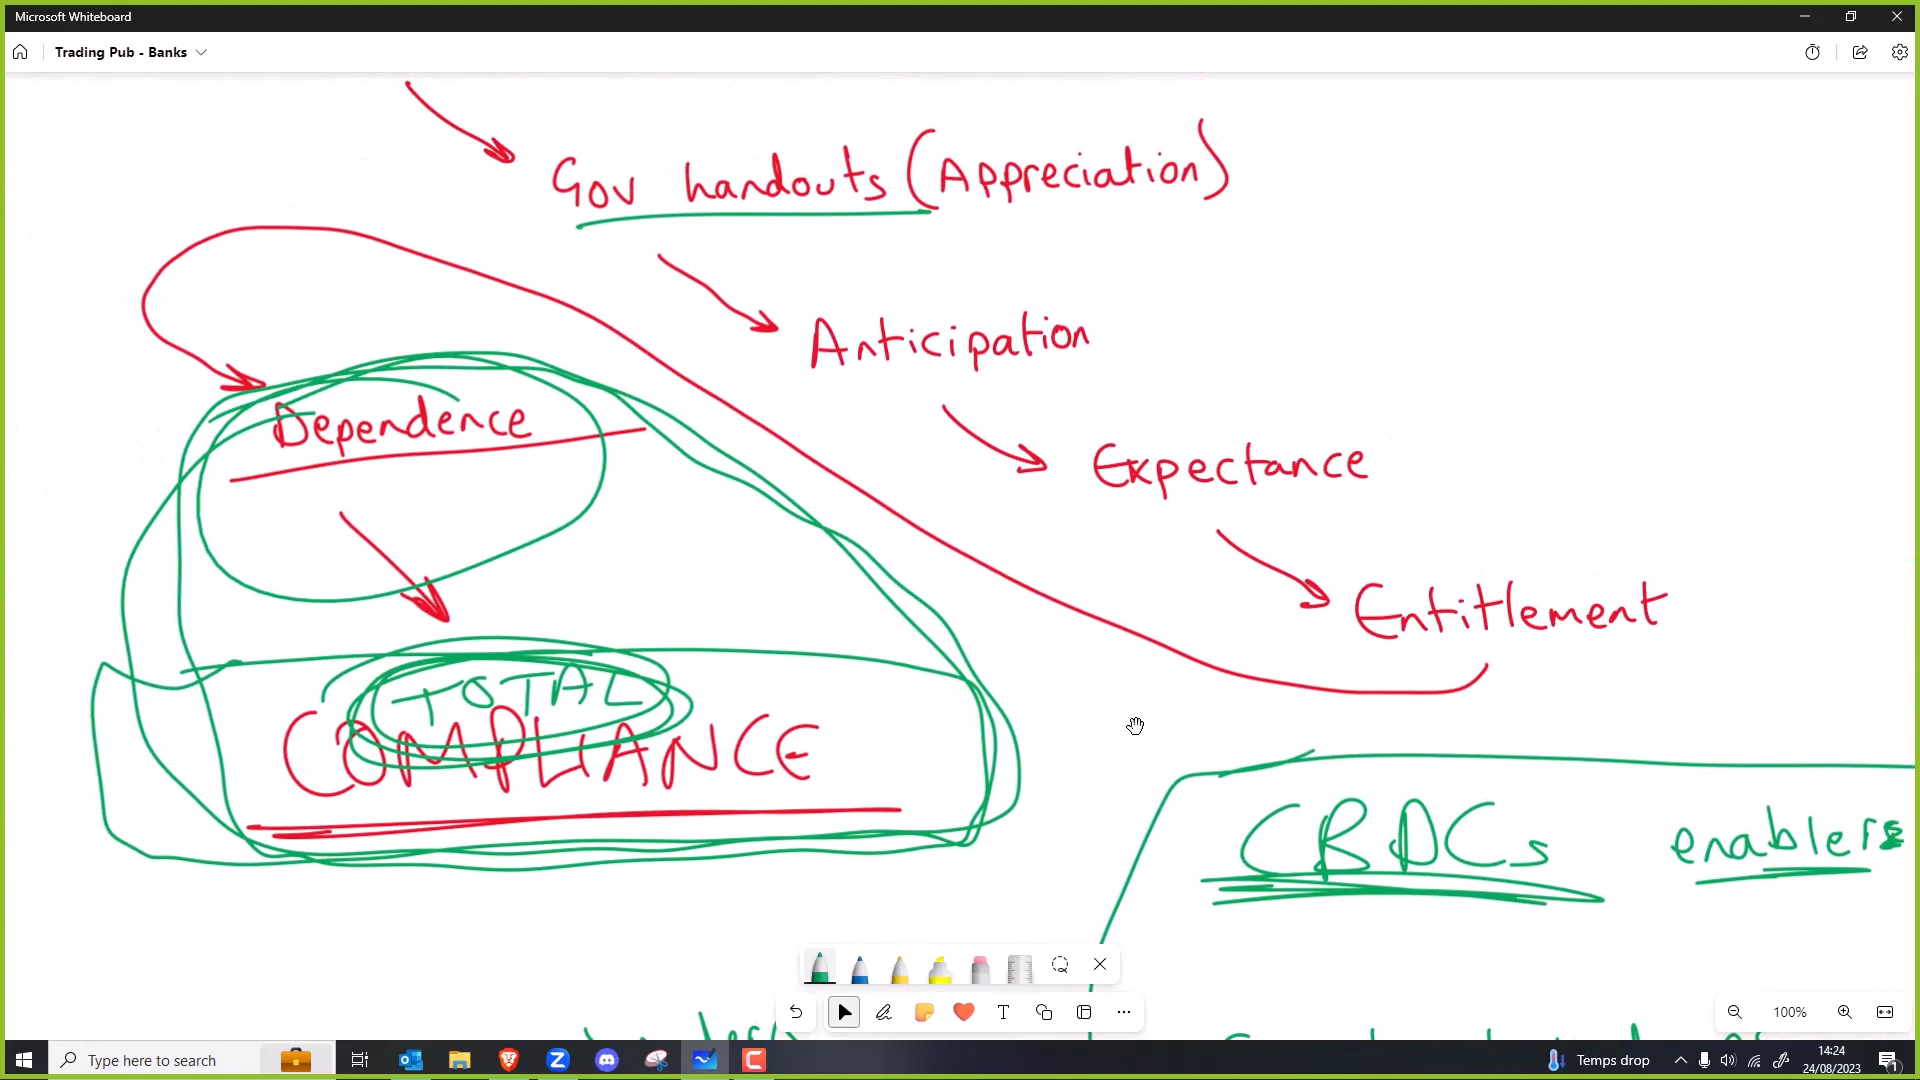 Microsoft Whiteboard
Trading Pub - Banks
Gov handouts (Appreciation)
Anticipation
Dependence
Expectance
Entitlement
TOTAL
COMPLIANCE
CBDCs enablers
100%
Type here to search
Temps drop
14:24
24/08/2023
1